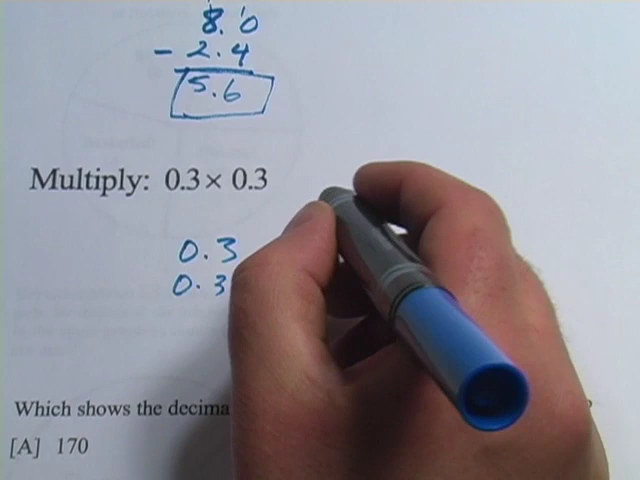 8.0
- 2.4
5.6
Multiply: 0.3 × 0.3
0.3
0.3
Which shows the decima
[A] 170